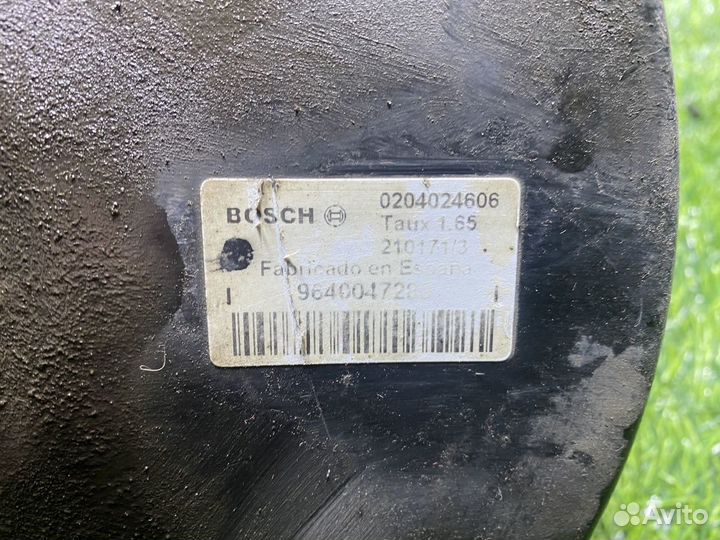 BOSCH 0204024606
Taux 1.65
210171/3
Fabricado en España
I I
Avito